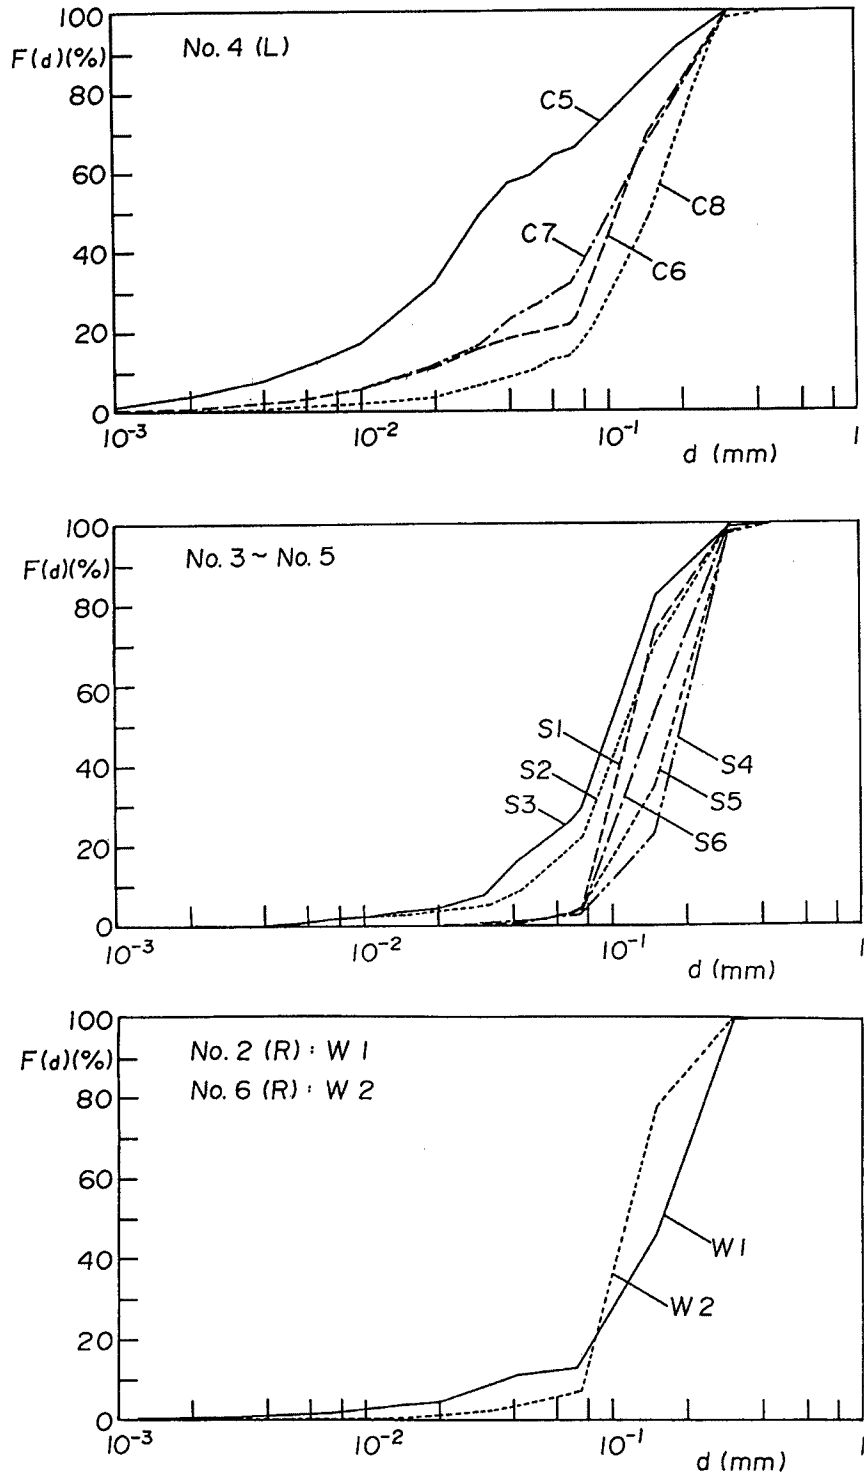 100
F(d)(%)
No. 4 (L)
80
C5
60
C8
C7
40
C6
20
0
10-3
10-2
10-1
1
d (mm)
100
F(d)(%)
No. 3 ~ No. 5
80
60
S1
S4
40
S2
S5
S3
S6
20
0
10-3
10-2
10-1
1
d (mm)
100
F(d)(%)
No. 2 (R) : W 1
No. 6 (R) : W 2
80
60
W1
40
W 2
20
0
10-3
10-2
10-1
1
d (mm)